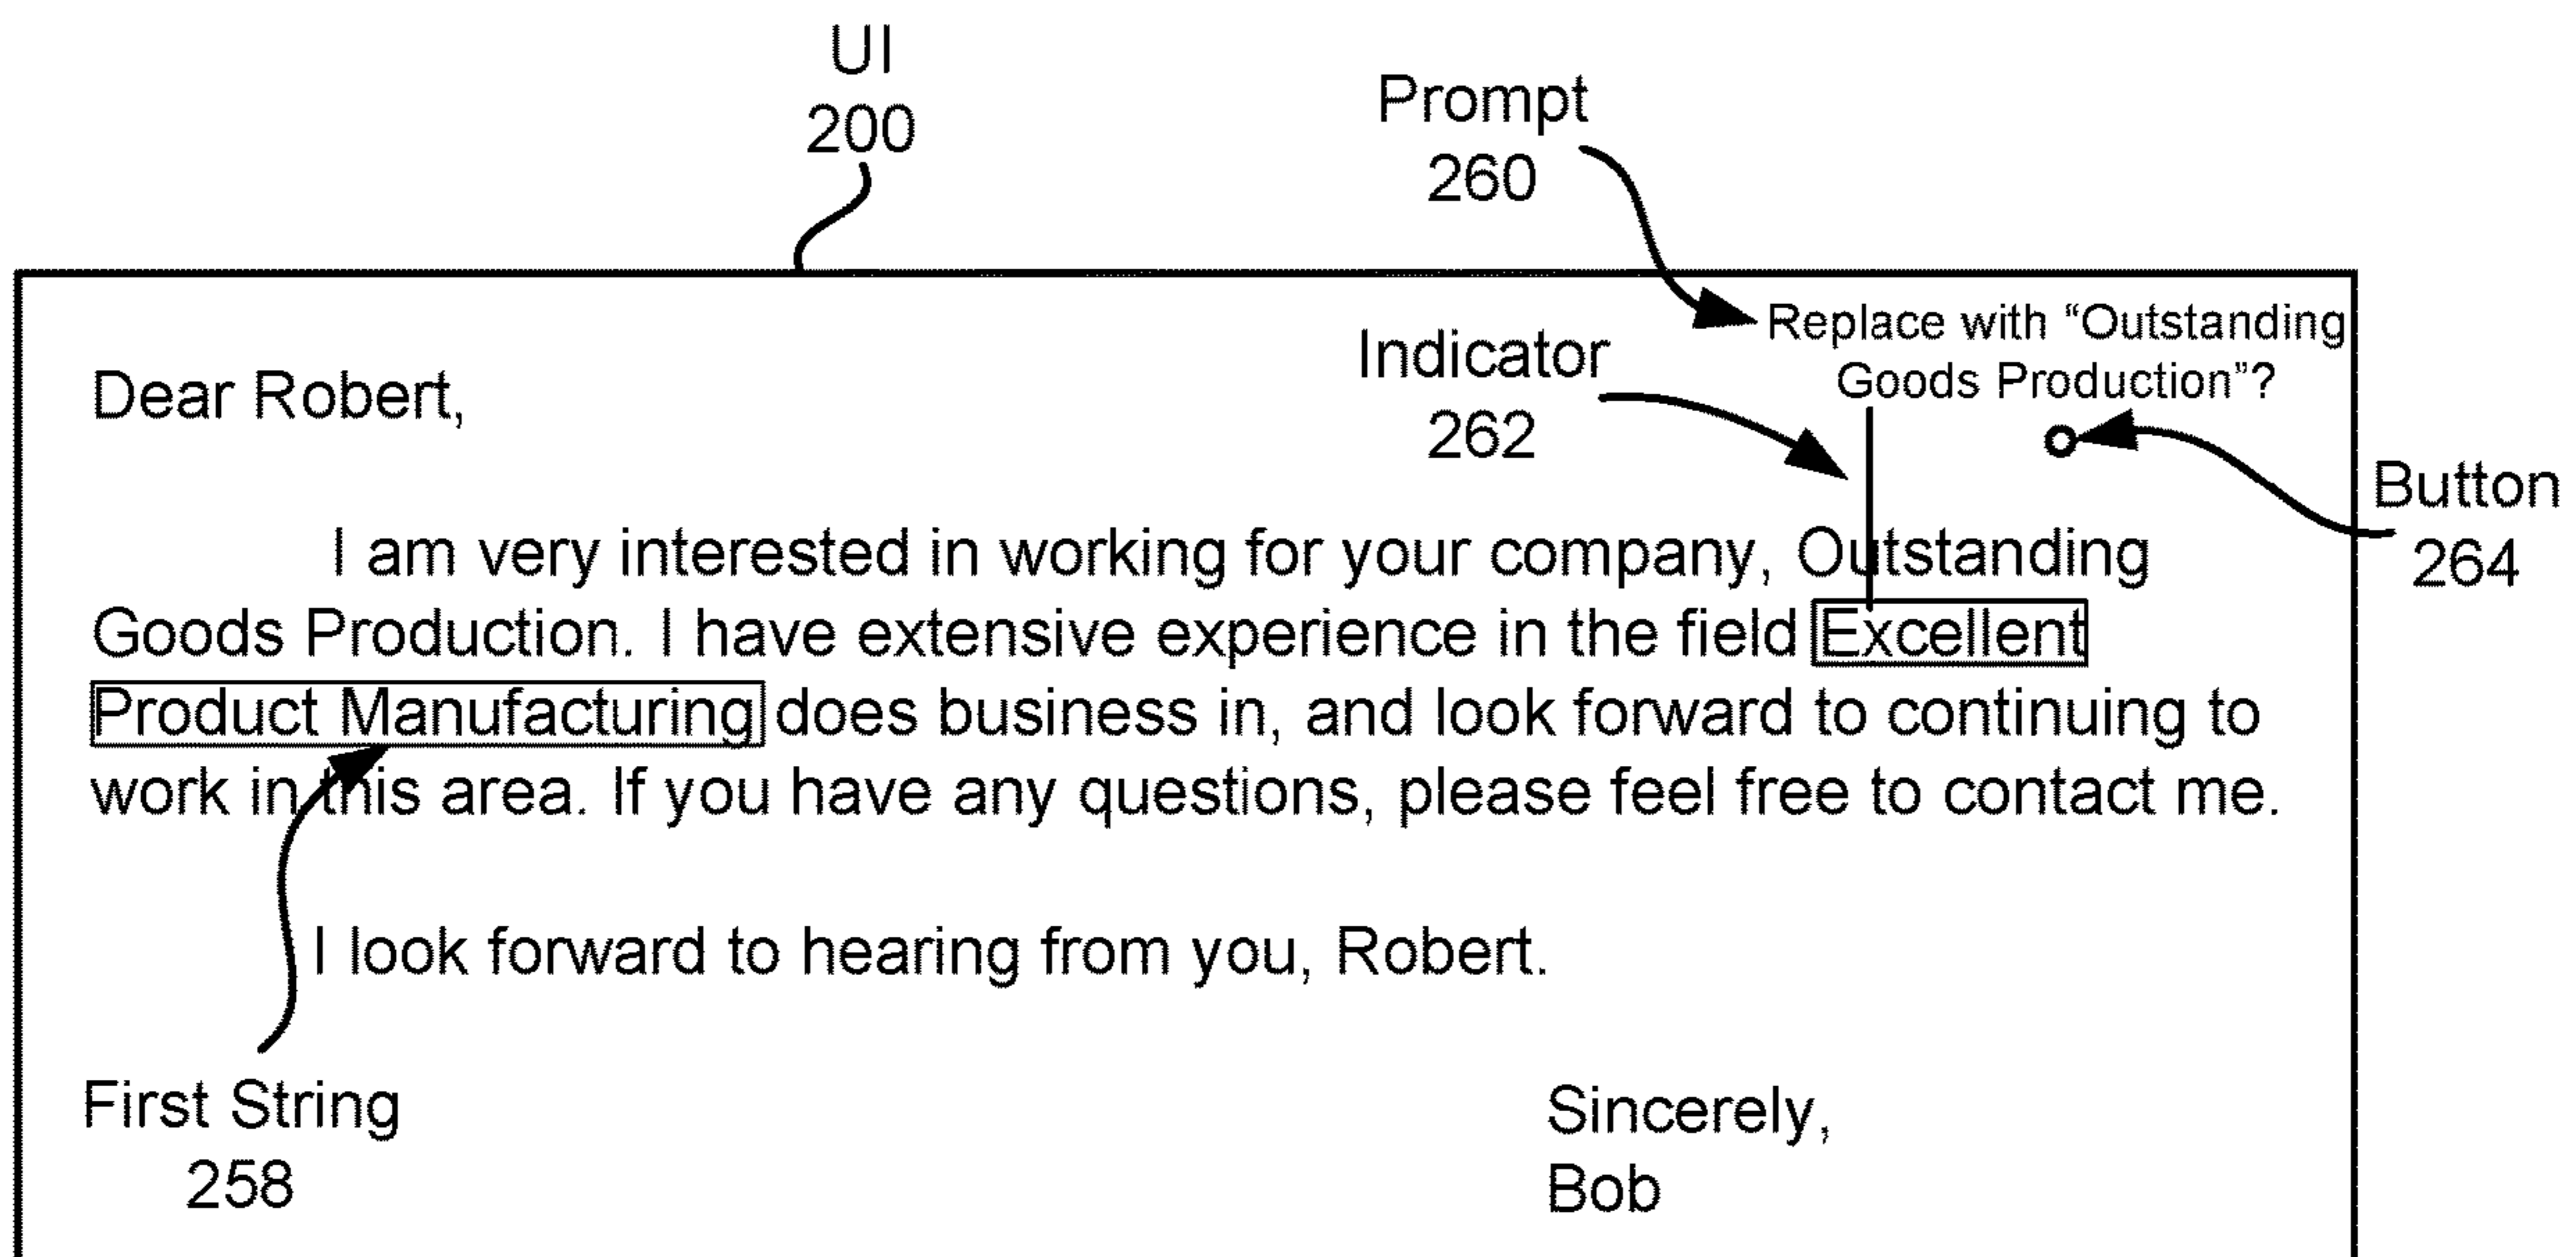 UI
200
Prompt
260
Replace with “Outstanding
Goods Production”?
Indicator
262
Button
264
Dear Robert,
I am very interested in working for your company, Outstanding
Goods Production. I have extensive experience in the field Excellent
Product Manufacturing does business in, and look forward to continuing to
work in this area. If you have any questions, please feel free to contact me.
I look forward to hearing from you, Robert.
First String
258
Sincerely,
Bob